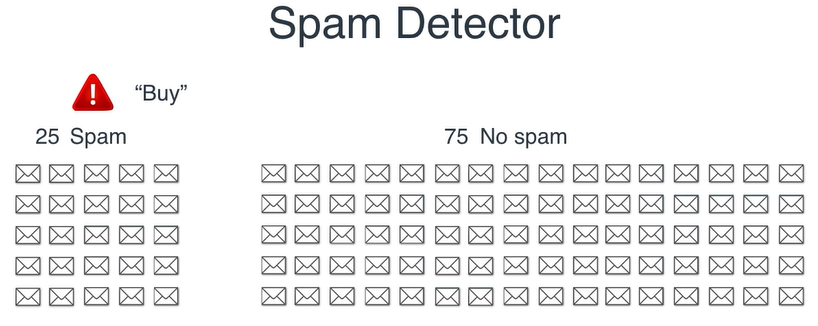 Spam Detector
!
“Buy”
25 Spam
75 No spam